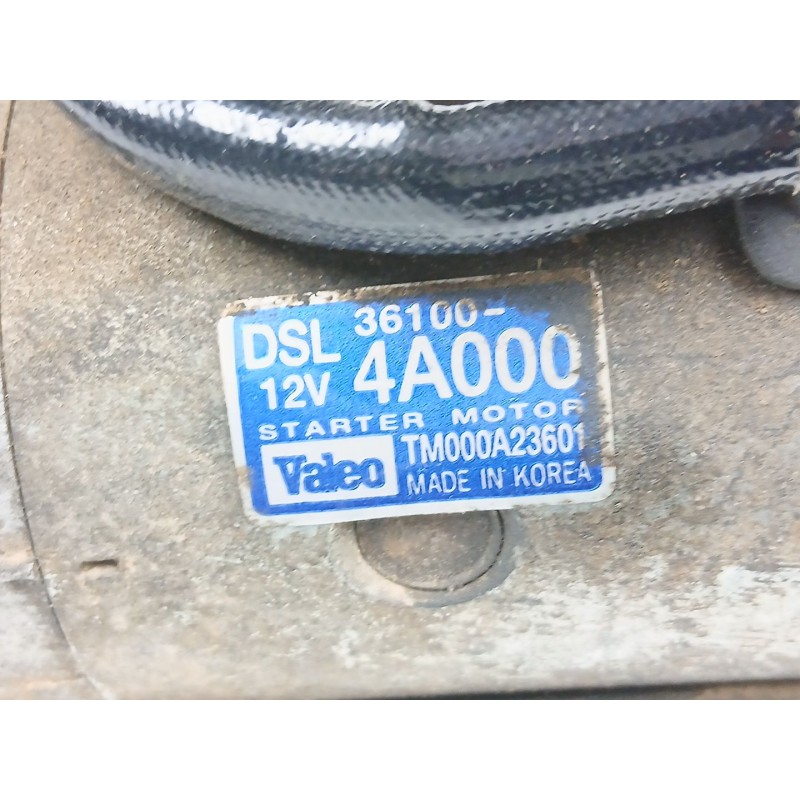 DSL 36100-
12V 4A000
STARTER MOTOR
Valeo TM000A23601
MADE IN KOREA